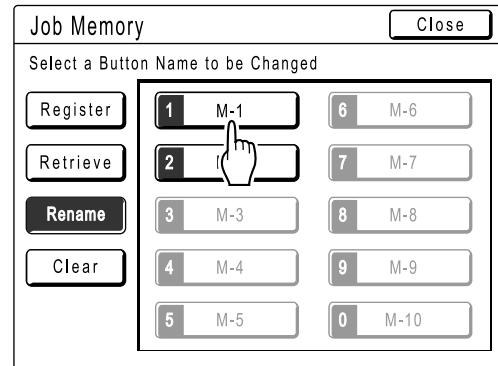 Job Memory
Close
Select a Button Name to be Changed
Register
Retrieve
Rename
Clear
1 M-1
2
3 M-3
4 M-4
5 M-5
6 M-6
7 M-7
8 M-8
9 M-9
0 M-10